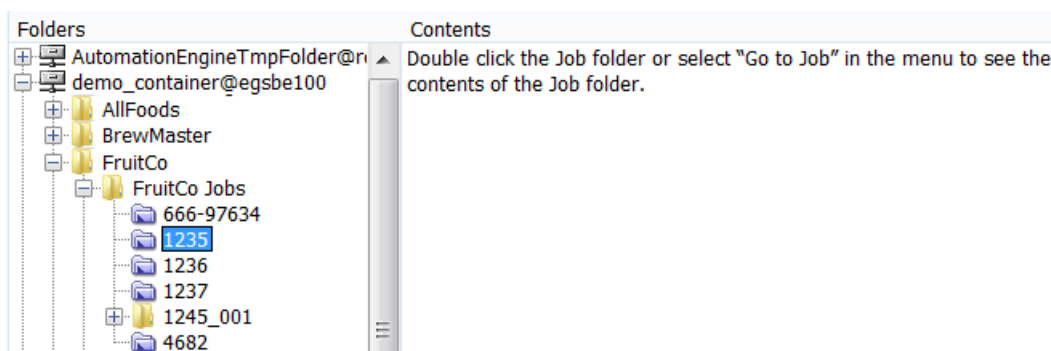 Folders
Contents
AutomationEngineTmpFolder@r
demo_container@egsbe100
AllFoods
BrewMaster
FruitCo
FruitCo Jobs
666-97634
1235
1236
1237
1245_001
4682
Double click the Job folder or select “Go to Job” in the menu to see the
contents of the Job folder.